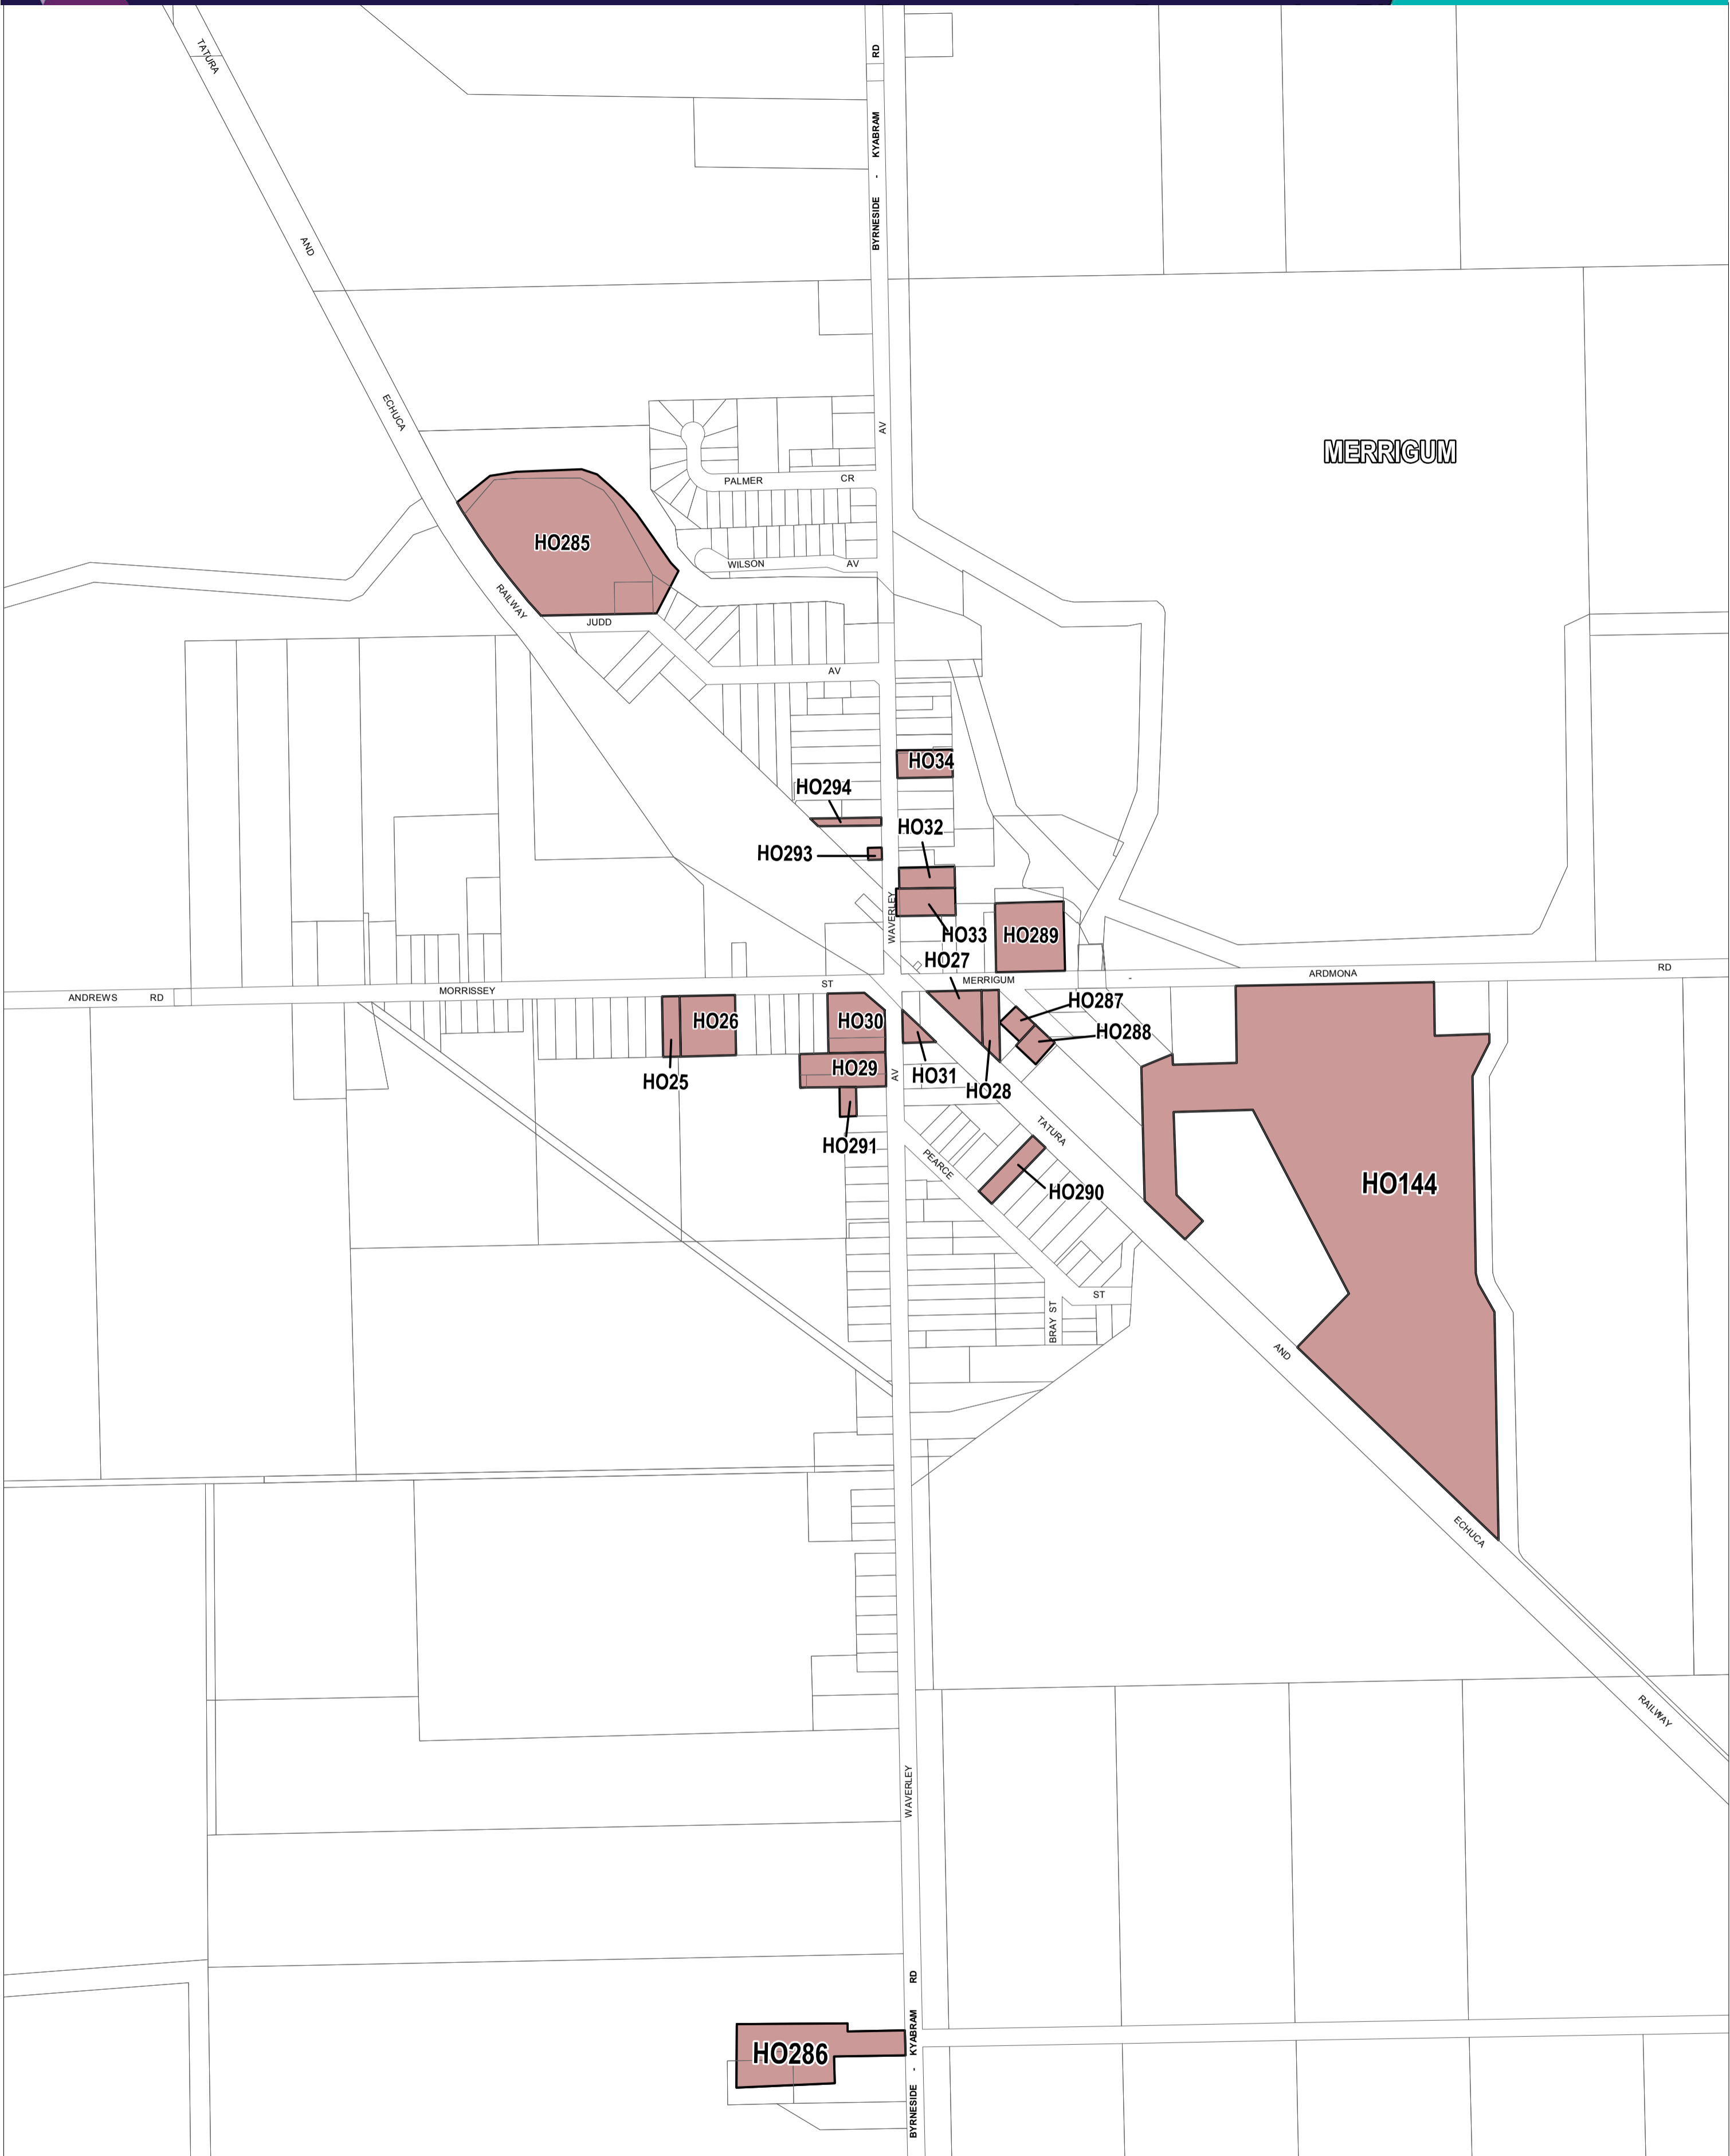 TATURA
AND
ECHUCA
RAILWAY
BYRNESIDE - KYABRAM RD
AV
MERRIGUM
PALMER CR
HO285
WILSON AV
JUDD
AV
HO34
HO294
HO32
HO293
WAVERLEY
HO33
HO289
HO27
MERRIGUM - ARDMONA RD
ANDREWS RD
MORRISSEY ST
HO287
HO26
HO30
HO288
HO29
HO31
HO25
AV
HO28
HO291
TATURA
PEARCE
HO290
HO144
ST
BRAY ST
AND
ECHUCA
RAILWAY
WAVERLEY
BYRNESIDE - KYABRAM RD
HO286